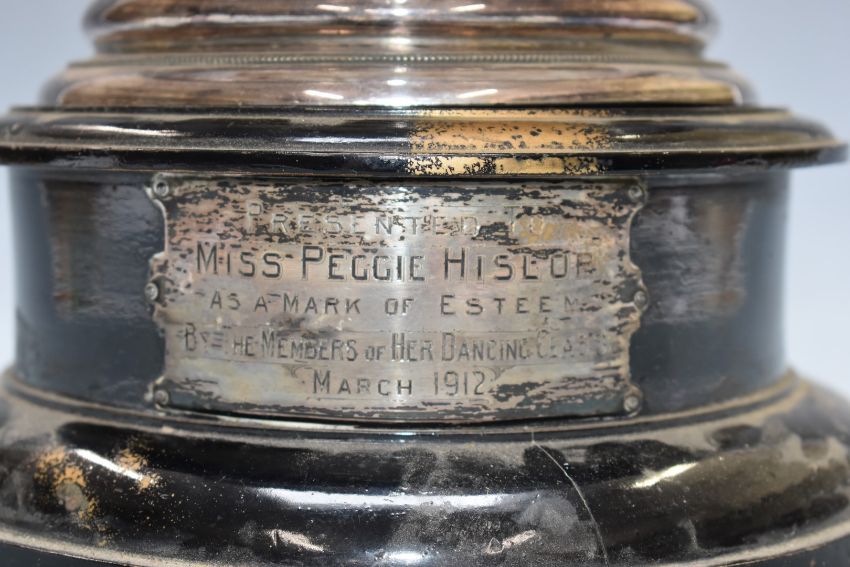 PRESENTED TO
MISS PEGGIE HISLOP
AS A MARK OF ESTEEM
BY THE MEMBERS OF HER DANCING CLASS
MARCH 1912